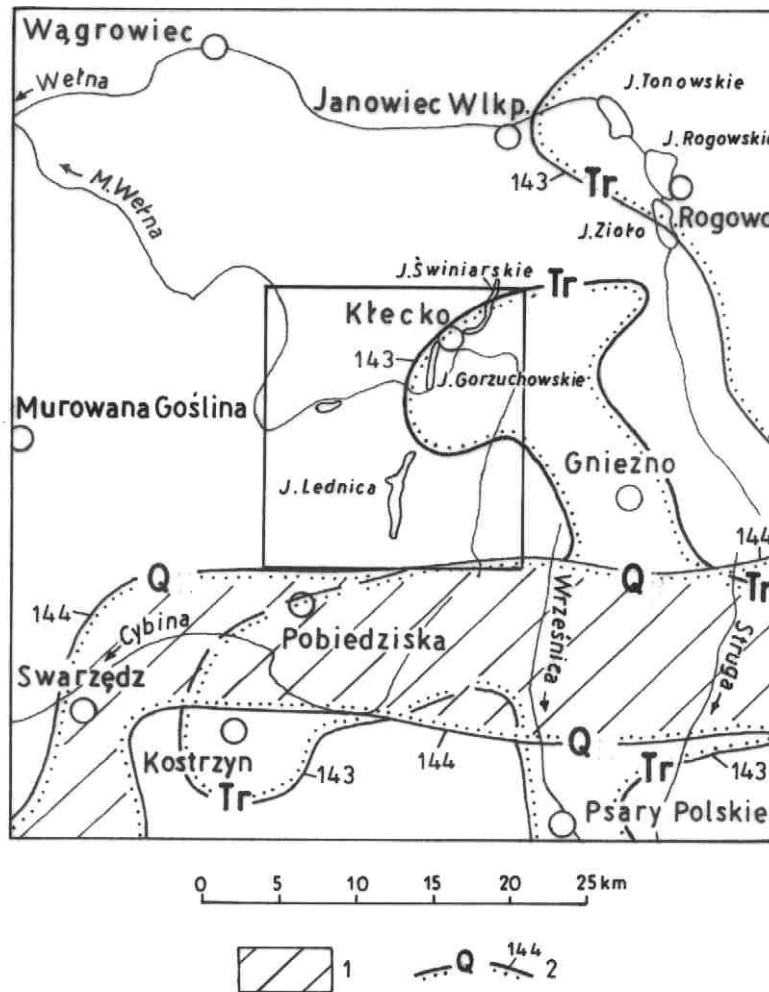 Wągrowiec
Wełna
Janowiec Wlkp.
J. Tonowskie
J. Rogowskie
M. Wełna
143
Tr
Rogowo
J. Zioło
J. Świniarskie
Tr
Kłecko
143
J. Gorzuchowskie
Murowana Goślina
Gniezno
J. Lednica
144
Q
Q
Tr
144
Cybina
Pobiedziska
Wrześnica
Struga
Swarzędz
Q
Kostrzyn
143
144
Tr
143
Tr
Psary Polskie
0 5 10 15 20 25 km
1
Q 144 2